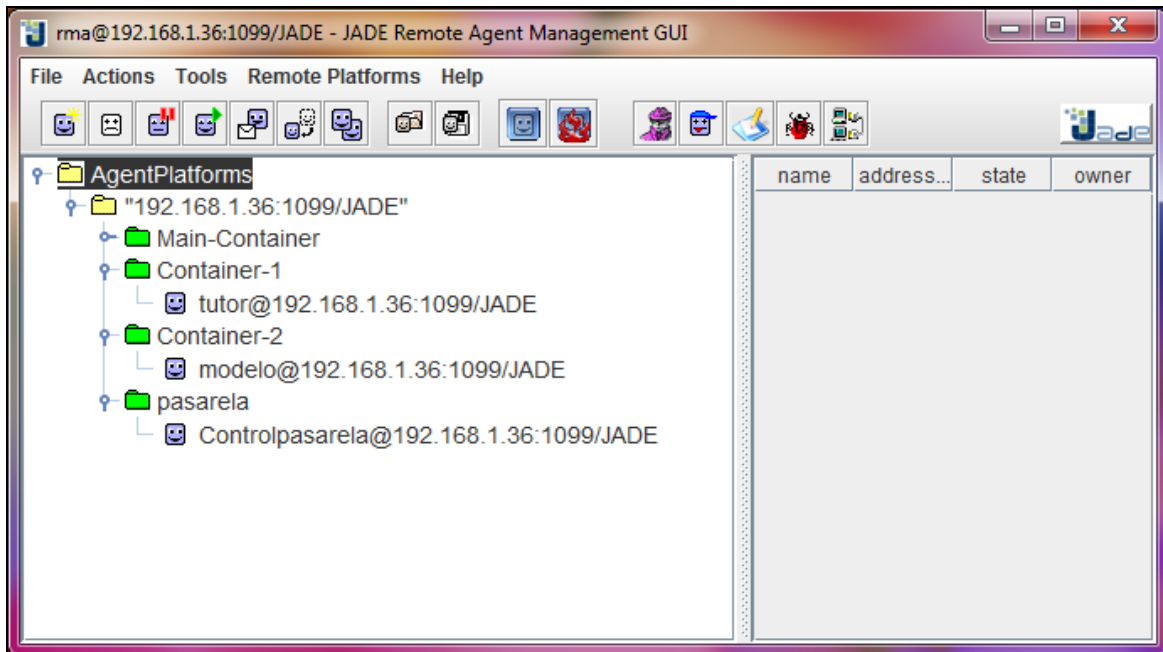 rma@192.168.1.36:1099/JADE - JADE Remote Agent Management GUI
File Actions Tools Remote Platforms Help
Jade
AgentPlatforms
"192.168.1.36:1099/JADE"
Main-Container
Container-1
tutor@192.168.1.36:1099/JADE
Container-2
modelo@192.168.1.36:1099/JADE
pasarela
Controlpasarela@192.168.1.36:1099/JADE
name address... state owner